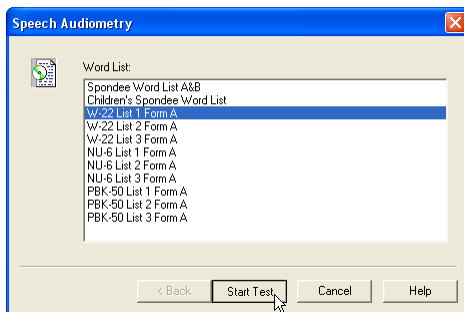 Speech Audiometry
Word List:
Spondee Word List A&B
Children's Spondee Word List
W-22 List 1 Form A
W-22 List 2 Form A
W-22 List 3 Form A
NU-6 List 1 Form A
NU-6 List 2 Form A
NU-6 List 3 Form A
PBK-50 List 1 Form A
PBK-50 List 2 Form A
PBK-50 List 3 Form A
< Back Start Test Cancel Help